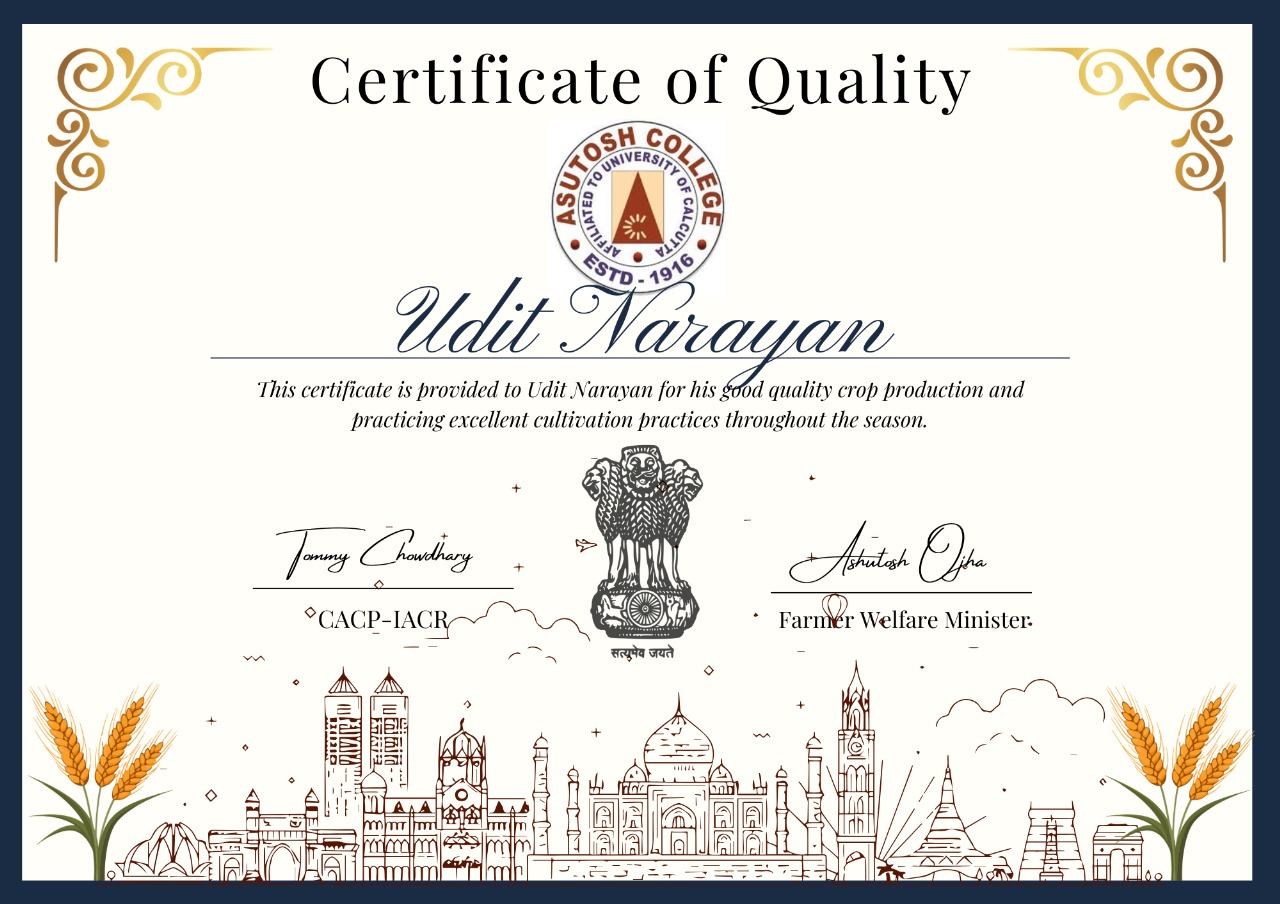 Certificate of Quality
ASUTOSH COLLEGE
AFFILIATED TO UNIVERSITY OF CALCUTTA
ESTD - 1916
Udit Narayan
This certificate is provided to Udit Narayan for his good quality crop production and
practicing excellent cultivation practices throughout the season.
Tommy Chowdhary
Ashutosh Ojha
CACP-IACR
Farmer Welfare Minister
सत्यमेव जयते